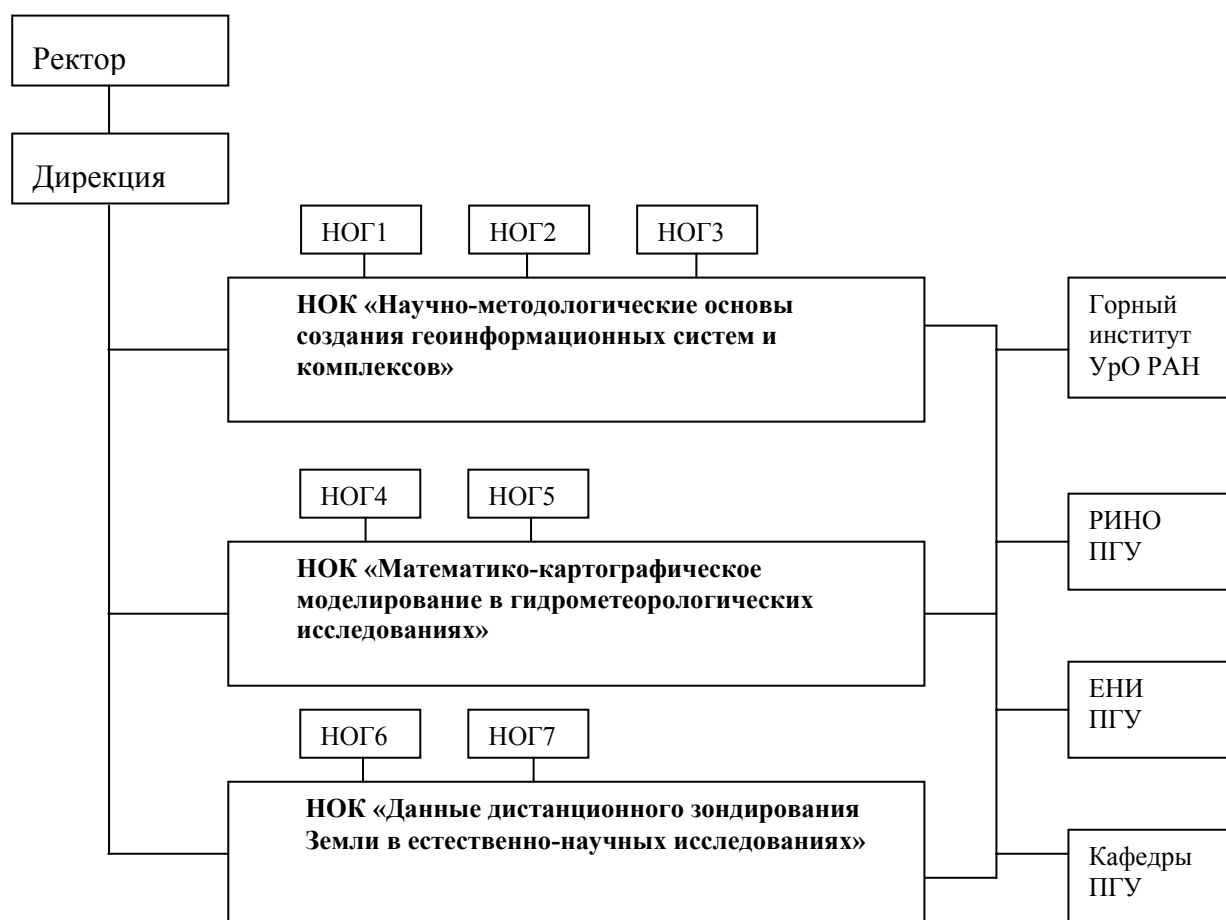 Ректор
Дирекция
НОГ1
НОГ2
НОГ3
НОК «Научно-методологические основы
создания геоинформационных систем и
комплексов»
Горный
институт
УрО РАН
НОГ4
НОГ5
НОК «Математико-картографическое
моделирование в гидрометеорологических
исследованиях»
РИНО
ПГУ
НОГ6
НОГ7
ЕНИ
ПГУ
НОК «Данные дистанционного зондирования
Земли в естественно-научных исследованиях»
Кафедры
ПГУ